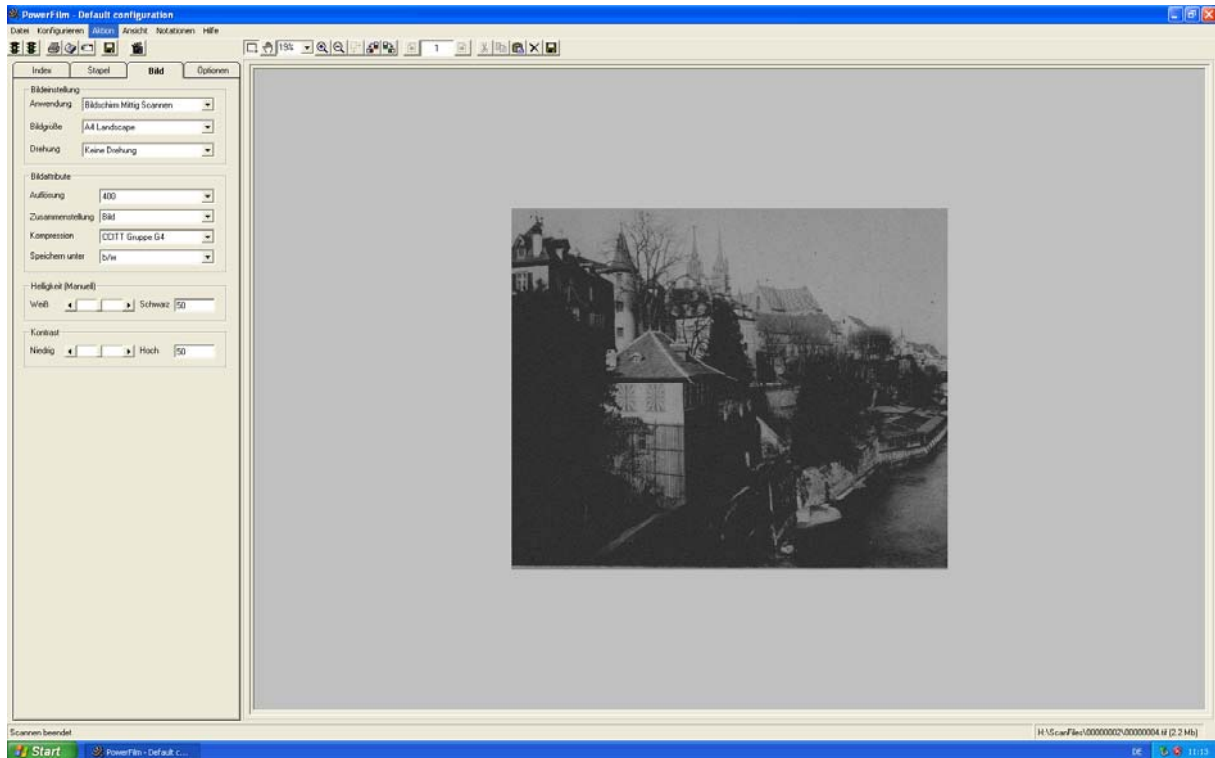 PowerFilm - Default configuration
Datei Konfigurieren Aktion Ansicht Notationen Hilfe
19% 1
Index Stapel Bild Optionen
Bildeinstellung
Anwendung Bildschirm Mittig Scannen
Bildgröße A4 Landscape
Drehung Keine Drehung
Bildattribute
Auflösung 400
Zusammenstellung Bild
Kompression CCITT Gruppe G4
Speichern unter b/w
Helligkeit (Manuell)
Weiß Schwarz 50
Kontrast
Niedrig Hoch 50
Scannen beendet H:\ScanFiles\00000002\00000004.tif (2.2 Mb)
Start PowerFilm - Default c... DE 11:13